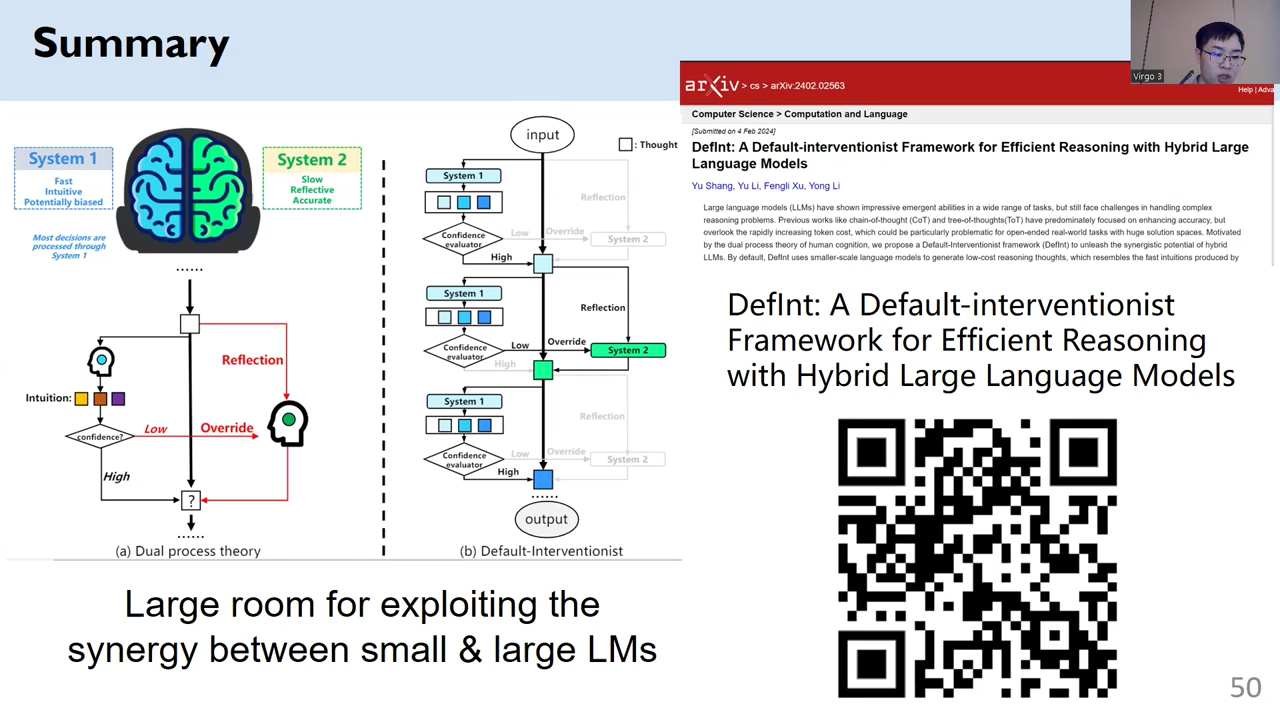 Summary
Virgo 3
arXiv > cs > arXiv:2402.02563
Help | Adva
Computer Science > Computation and Language
[Submitted on 4 Feb 2024]
DefInt: A Default-interventionist Framework for Efficient Reasoning with Hybrid Large
Language Models
Yu Shang, Yu Li, Fengli Xu, Yong Li
Large language models (LLMs) have shown impressive emergent abilities in a wide range of tasks, but still face challenges in handling complex
reasoning problems. Previous works like chain-of-thought (CoT) and tree-of-thoughts(ToT) have predominately focused on enhancing accuracy, but
overlook the rapidly increasing token cost, which could be particularly problematic for open-ended real-world tasks with huge solution spaces. Motivated
by the dual process theory of human cognition, we propose a Default-Interventionist framework (DefInt) to unleash the synergistic potential of hybrid
LLMs. By default, DefInt uses smaller-scale language models to generate low-cost reasoning thoughts, which resembles the fast intuitions produced by
System 1
Fast
Intuitive
Potentially biased
Most decisions are
processed through
System 1
System 2
Slow
Reflective
Accurate
......
Reflection
Intuition:
confidence?
Low
Override
High
?
......
(a) Dual process theory
input
: Thought
System 1
Reflection
Confidence
evaluator
Low
Override
System 2
High
System 1
Reflection
Confidence
evaluator
Low
Override
System 2
High
System 1
Reflection
Confidence
evaluator
Low
Override
System 2
High
......
output
(b) Default-Interventionist
DefInt: A Default-interventionist
Framework for Efficient Reasoning
with Hybrid Large Language Models
Large room for exploiting the
synergy between small & large LMs
50